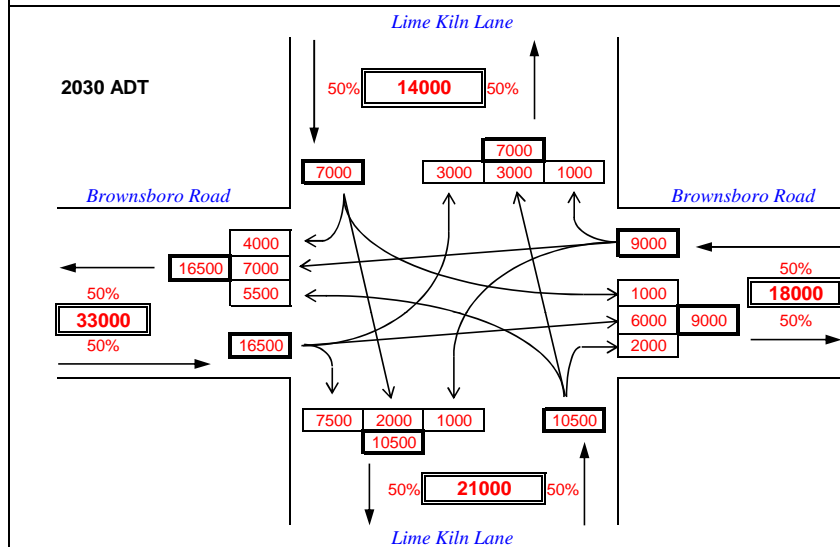 Lime Kiln Lane
2030 ADT
50% 14000 50%
7000
7000
3000 3000 1000
Brownsboro Road
Brownsboro Road
4000
9000
16500 7000
50%
50%
5500
1000
18000
33000
6000 9000
50%
50%
16500
2000
7500 2000 1000
10500
10500
50% 21000 50%
Lime Kiln Lane